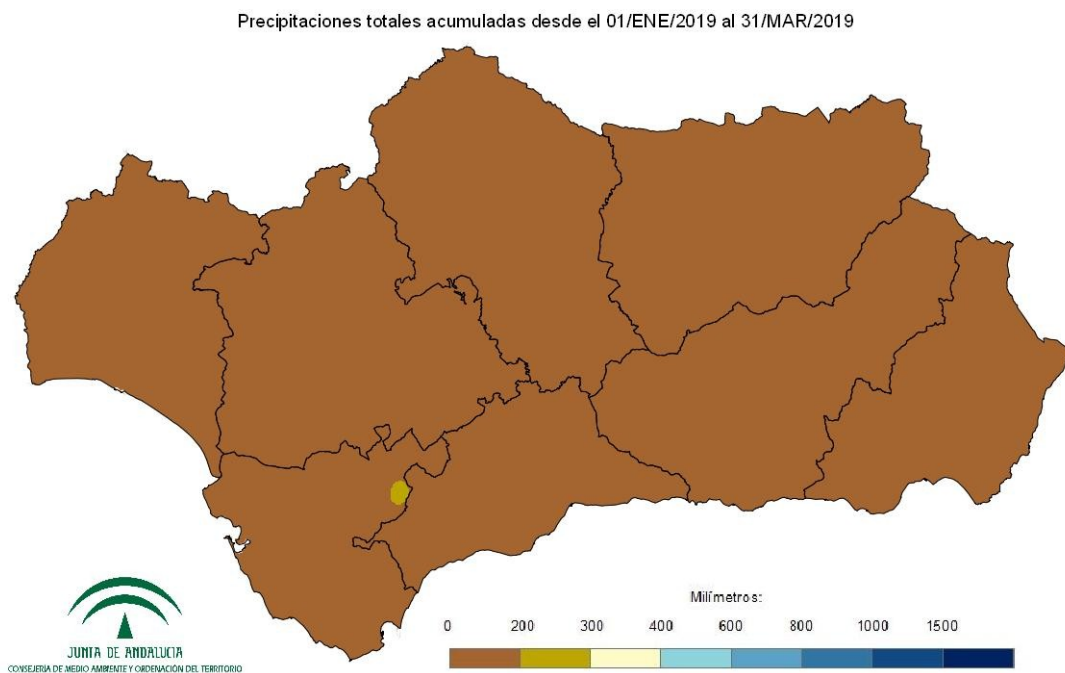 Precipitaciones totales acumuladas desde el 01/ENE/2019 al 31/MAR/2019
Milímetros:
0 200 300 400 600 800 1000 1500
JUNTA DE ANDALUCIA
CONSEJERÍA DE MEDIO AMBIENTE Y ORDENACIÓN DEL TERRITORIO